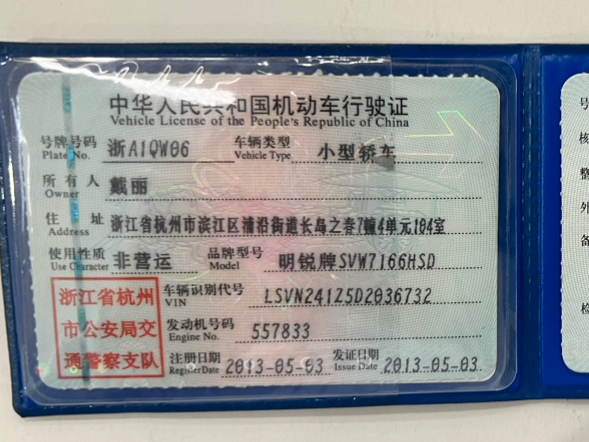 中华人民共和国机动车行驶证
Vehicle License of the People's Republic of China
号牌号码 Plate No. 浙A1QW06 车辆类型 Vehicle Type 小型轿车
所有人 Owner 戴丽
住址 Address 浙江省杭州市滨江区浦沿街道长岛之春7幢4单元104室
使用性质 Use Character 非营运 品牌型号 Model 明锐牌SVW7166HSD
浙江省杭州
市公安局交
通警察支队
车辆识别代号 VIN LSVN241Z5D2036732
发动机号码 Engine No. 557833
注册日期 Register Date 2013-05-03 发证日期 Issue Date 2013-05-03
号
核
整
外
备
检